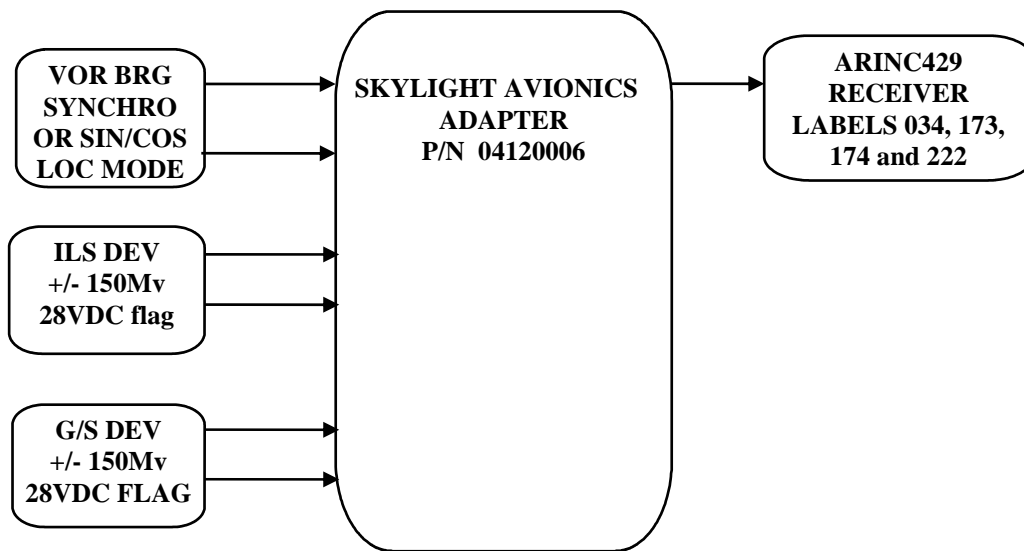 VOR BRG
SYNCHRO
OR SIN/COS
LOC MODE
ILS DEV
+/- 150Mv
28VDC flag
G/S DEV
+/- 150Mv
28VDC FLAG
SKYLIGHT AVIONICS
ADAPTER
P/N 04120006
ARINC429
RECEIVER
LABELS 034, 173,
174 and 222